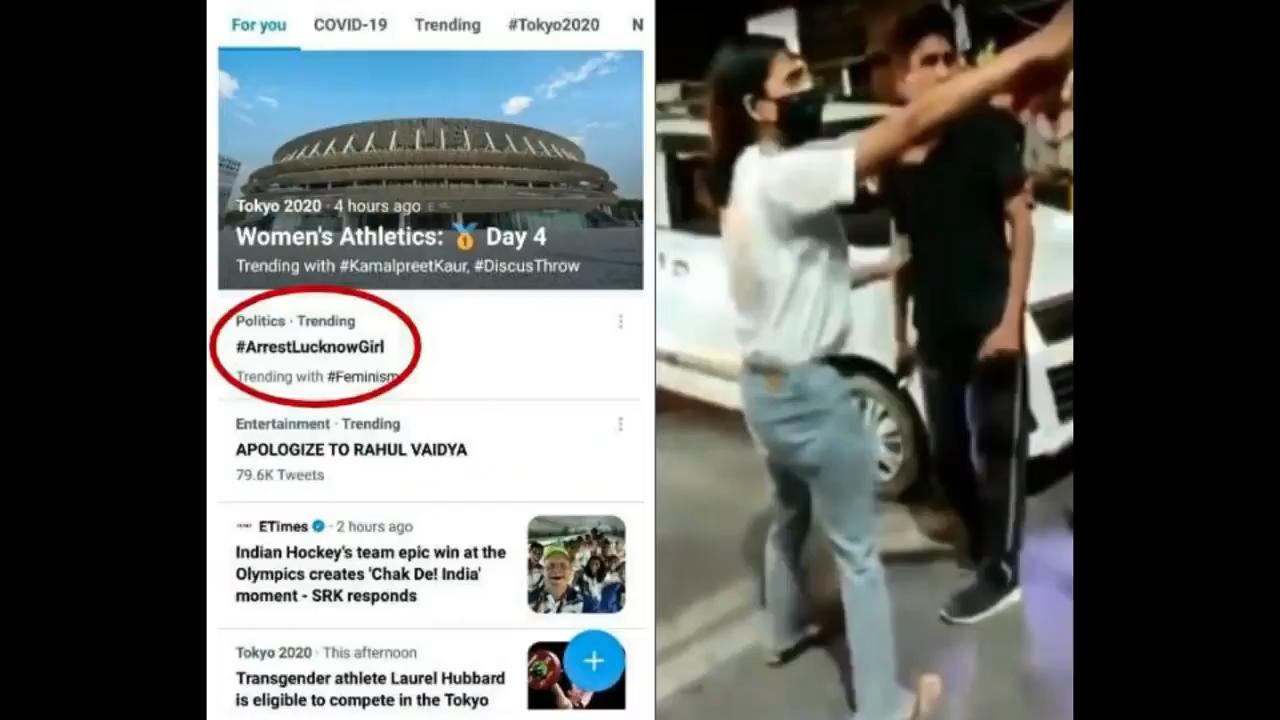 For you COVID-19 Trending #Tokyo2020 N
Tokyo 2020 · 4 hours ago
Women's Athletics: 🥇 Day 4
Trending with #KamalpreetKaur, #DiscusThrow
Politics · Trending
#ArrestLucknowGirl
Trending with #Feminism
Entertainment · Trending
APOLOGIZE TO RAHUL VAIDYA
79.6K Tweets
ETimes · 2 hours ago
Indian Hockey's team epic win at the
Olympics creates 'Chak De! India'
moment - SRK responds
Tokyo 2020 · This afternoon
Transgender athlete Laurel Hubbard
is eligible to compete in the Tokyo